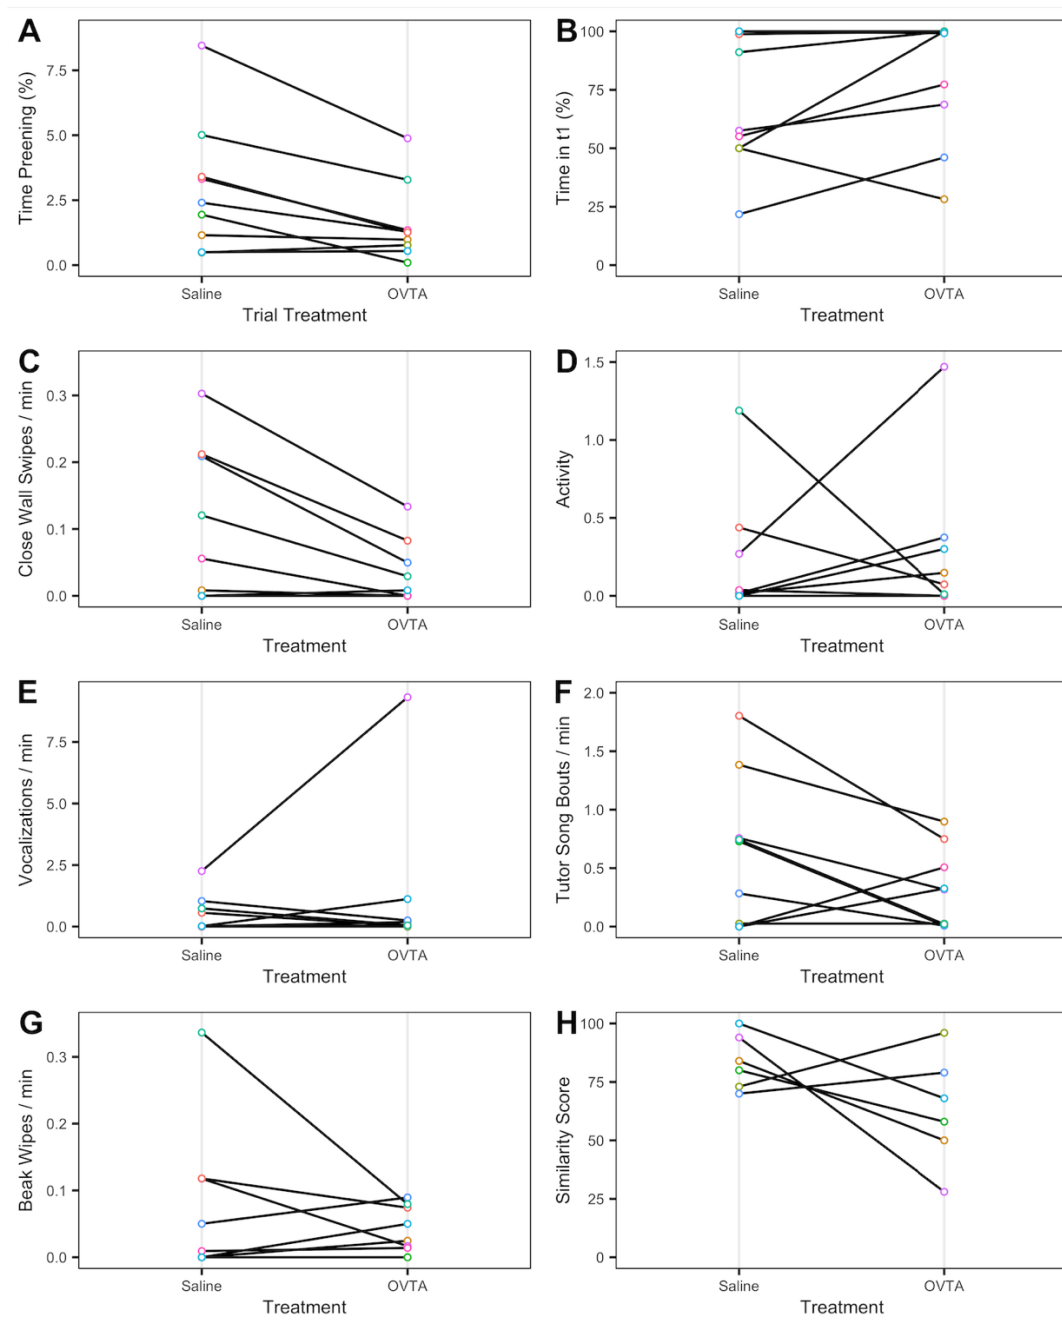 A
Time Preening (%)
7.5
5.0
2.5
0.0
Saline OVTA
Trial Treatment
B
Time in t1 (%)
100
75
50
25
0
Saline OVTA
Treatment
C
Close Wall Swipes / min
0.3
0.2
0.1
0.0
Saline OVTA
Treatment
D
Activity
1.5
1.0
0.5
0.0
Saline OVTA
Treatment
E
Vocalizations / min
7.5
5.0
2.5
0.0
Saline OVTA
Treatment
F
Tutor Song Bouts / min
2.0
1.5
1.0
0.5
0.0
Saline OVTA
Treatment
G
Beak Wipes / min
0.3
0.2
0.1
0.0
Saline OVTA
Treatment
H
Similarity Score
100
75
50
25
0
Saline OVTA
Treatment